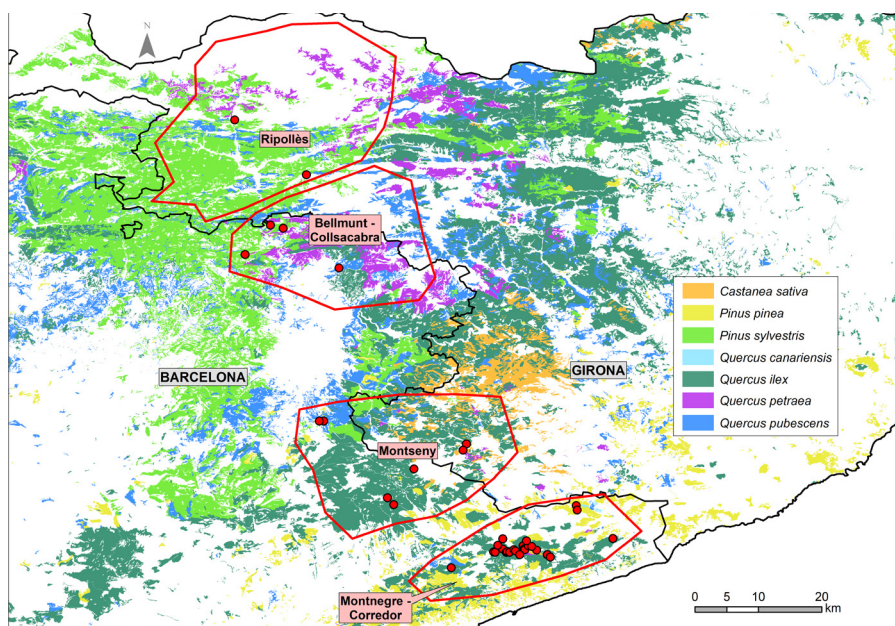 N
Ripollès
Bellmunt -
Collsacabra
BARCELONA
GIRONA
Castanea sativa
Pinus pinea
Pinus sylvestris
Quercus canariensis
Quercus ilex
Quercus petraea
Quercus pubescens
Montseny
Montnegre -
Corredor
0
10
20
km